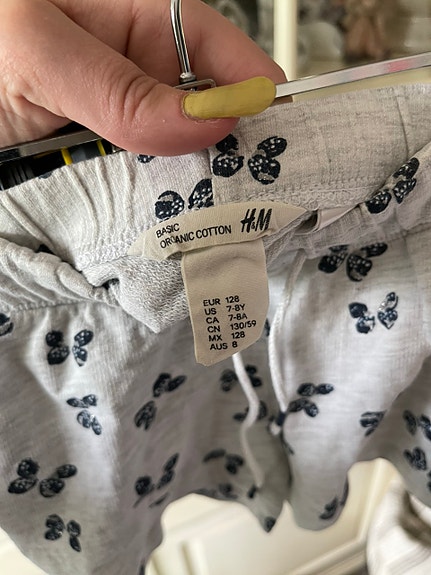 BASIC
ORGANIC COTTON H&M
EUR 128
US 7-8Y
CA 7-8A
CN 130/59
MX 128
AUS 8